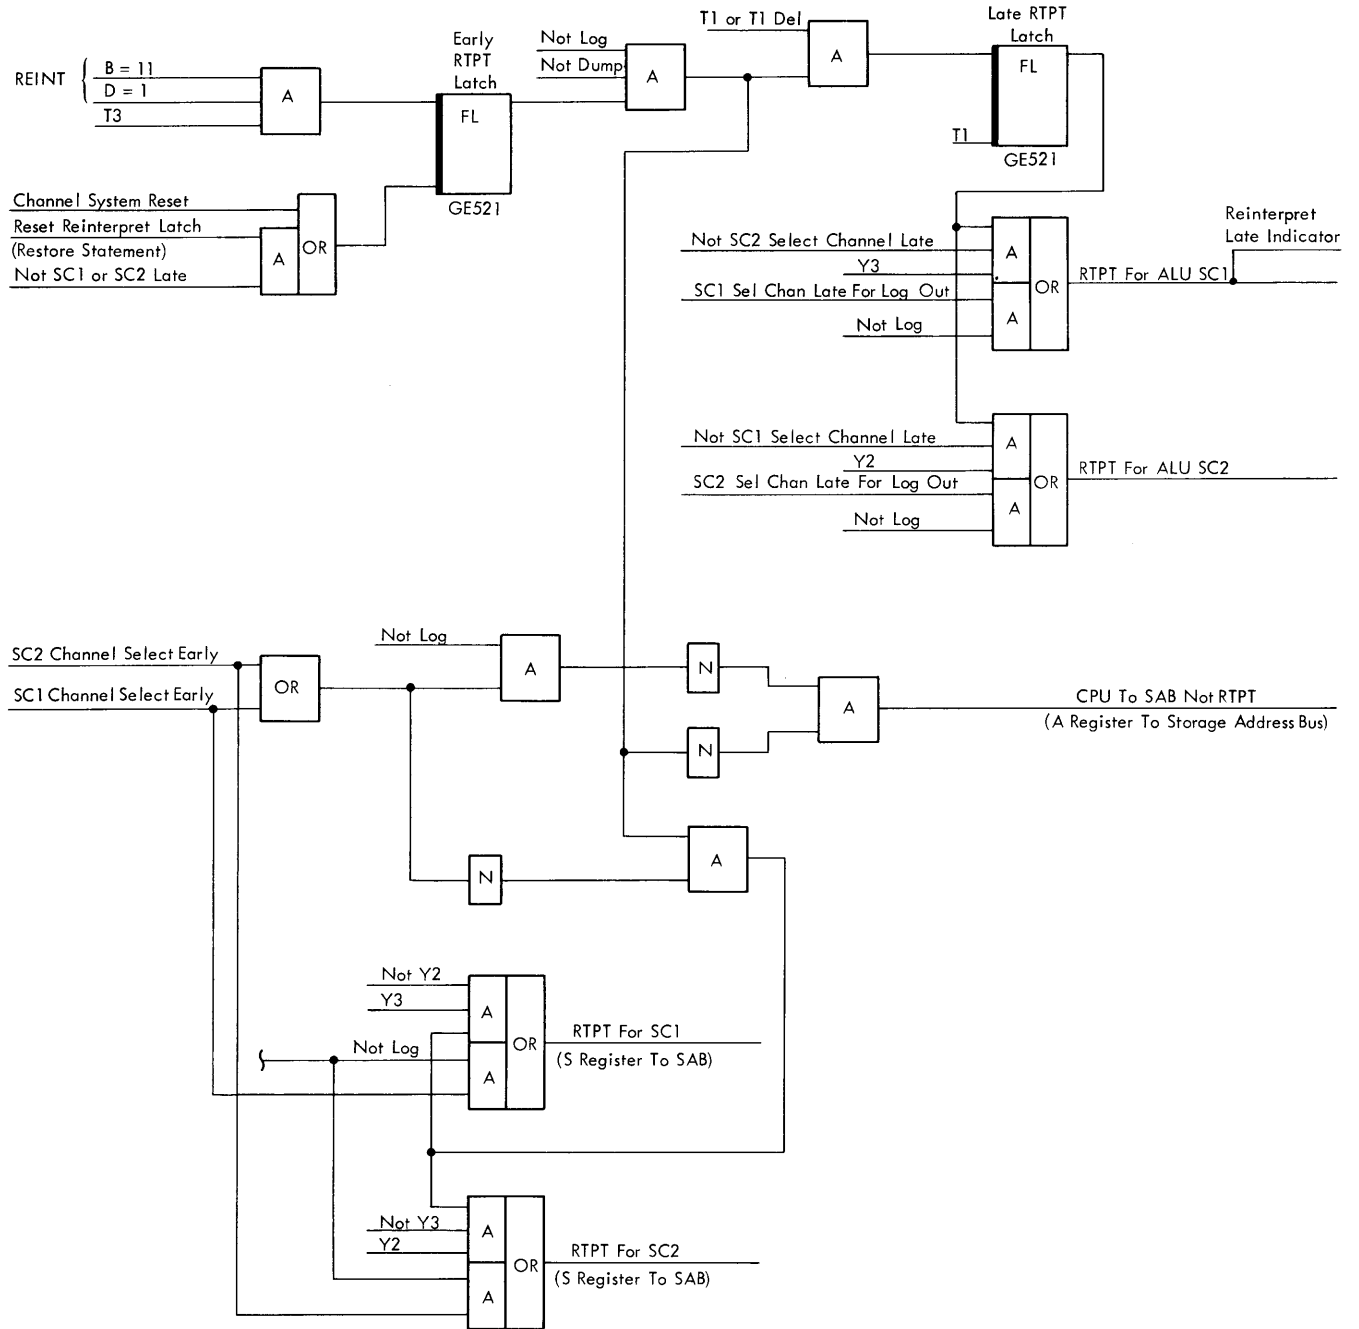 T1 or T1 Del
Late RTPT
Latch
Early
RTPT
Latch
Not Log
Not Dump
A
A
FL
REINT {
B = 11
D = 1
T3
A
FL
T1
GE521
GE521
Channel System Reset
Reset Reinterpret Latch
(Restore Statement)
Not SC1 or SC2 Late
A
OR
Not SC2 Select Channel Late
Y3
SC1 Sel Chan Late For Log Out
Not Log
A
A
OR
RTPT For ALU SC1
Reinterpret
Late Indicator
Not SC1 Select Channel Late
Y2
SC2 Sel Chan Late For Log Out
Not Log
A
A
OR
RTPT For ALU SC2
SC2 Channel Select Early
SC1 Channel Select Early
OR
Not Log
A
N
N
A
CPU To SAB Not RTPT
(A Register To Storage Address Bus)
N
A
Not Y2
Y3
Not Log
A
A
OR
RTPT For SC1
(S Register To SAB)
Not Y3
Y2
A
A
OR
RTPT For SC2
(S Register To SAB)